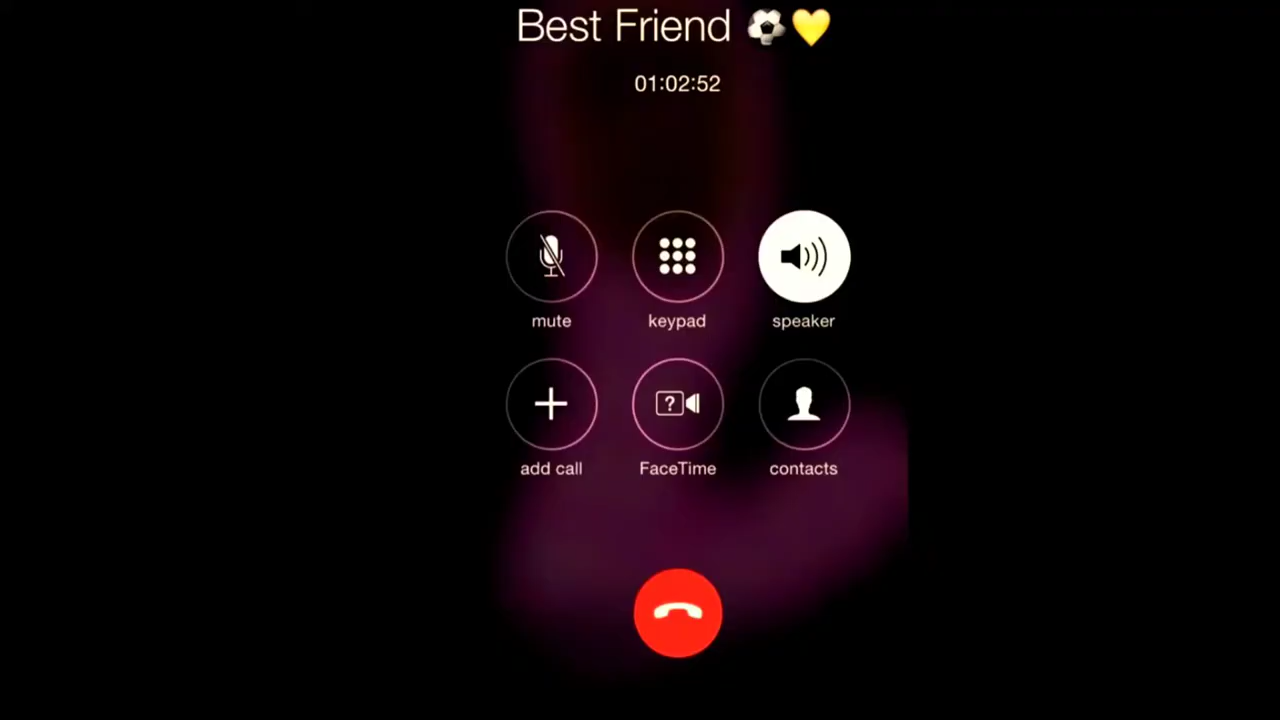 Best Friend ⚽💛
01:02:52
mute keypad speaker
add call FaceTime contacts